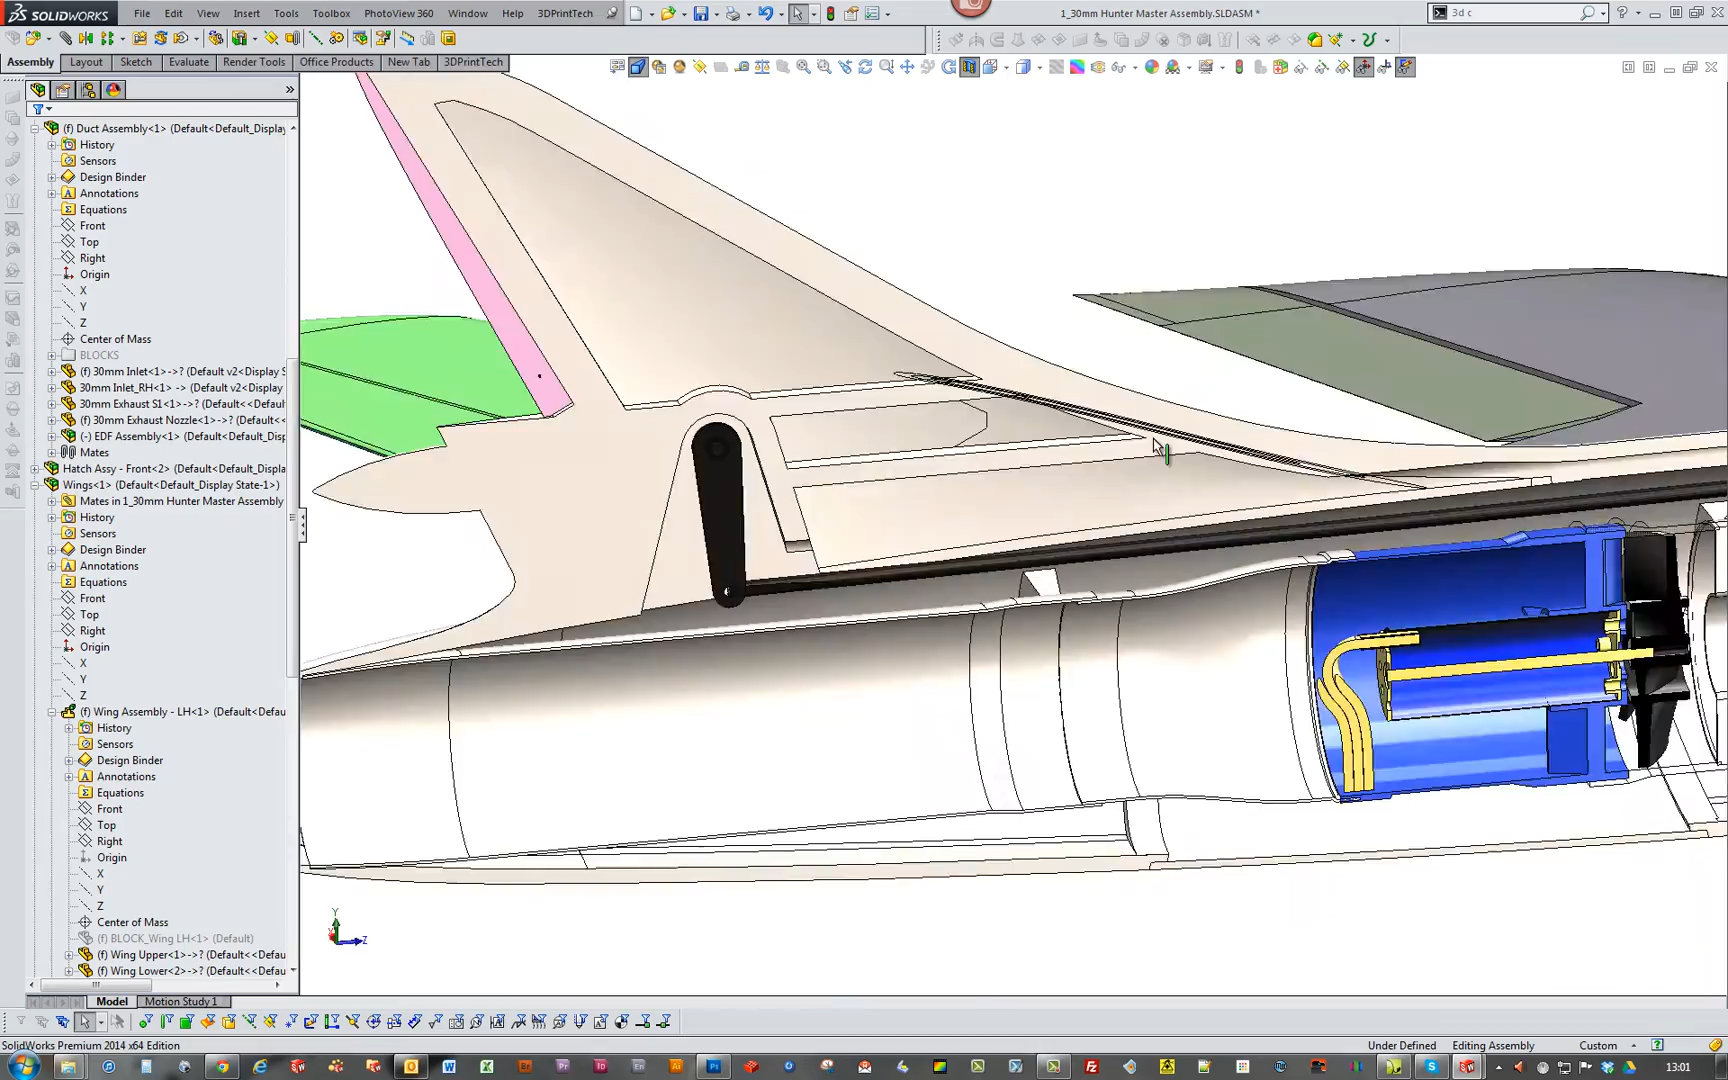 SOLIDWORKS File Edit View Insert Tools Toolbox PhotoView 360 Window Help 3DPrintTech 1_30mm Hunter Master Assembly.SLDASM * 3d c
Assembly Layout Sketch Evaluate Render Tools Office Products New Tab 3DPrintTech
(f) Duct Assembly<1> (Default<Default_Display
History
Sensors
Design Binder
Annotations
Equations
Front
Top
Right
Origin
X
Y
Z
Center of Mass
BLOCKS
(f) 30mm Inlet<1>->? (Default v2<Display S
30mm Inlet_RH<1> -> (Default v2<Display
30mm Exhaust S1<1>->? (Default<<Default
(f) 30mm Exhaust Nozzle<1>->? (Default<
(-) EDF Assembly<1> (Default<Default_Disp
Mates
Hatch Assy - Front<2> (Default<Default_Display
Wings<1> (Default<Default_Display State-1>)
Mates in 1_30mm Hunter Master Assembly
History
Sensors
Design Binder
Annotations
Equations
Front
Top
Right
Origin
X
Y
Z
(f) Wing Assembly - LH<1> (Default<Defau
History
Sensors
Design Binder
Annotations
Equations
Front
Top
Right
Origin
X
Y
Z
Center of Mass
(f) BLOCK_Wing LH<1> (Default)
(f) Wing Upper<1>->? (Default<<Defau
(f) Wing Lower<2>->? (Default<<Defau
Y
Z
Model Motion Study 1
SolidWorks Premium 2014 x64 Edition Under Defined Editing Assembly Custom
13:01